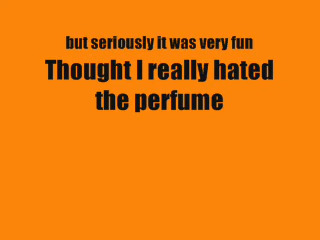 but seriously it was very fun
Thought I really hated
the perfume